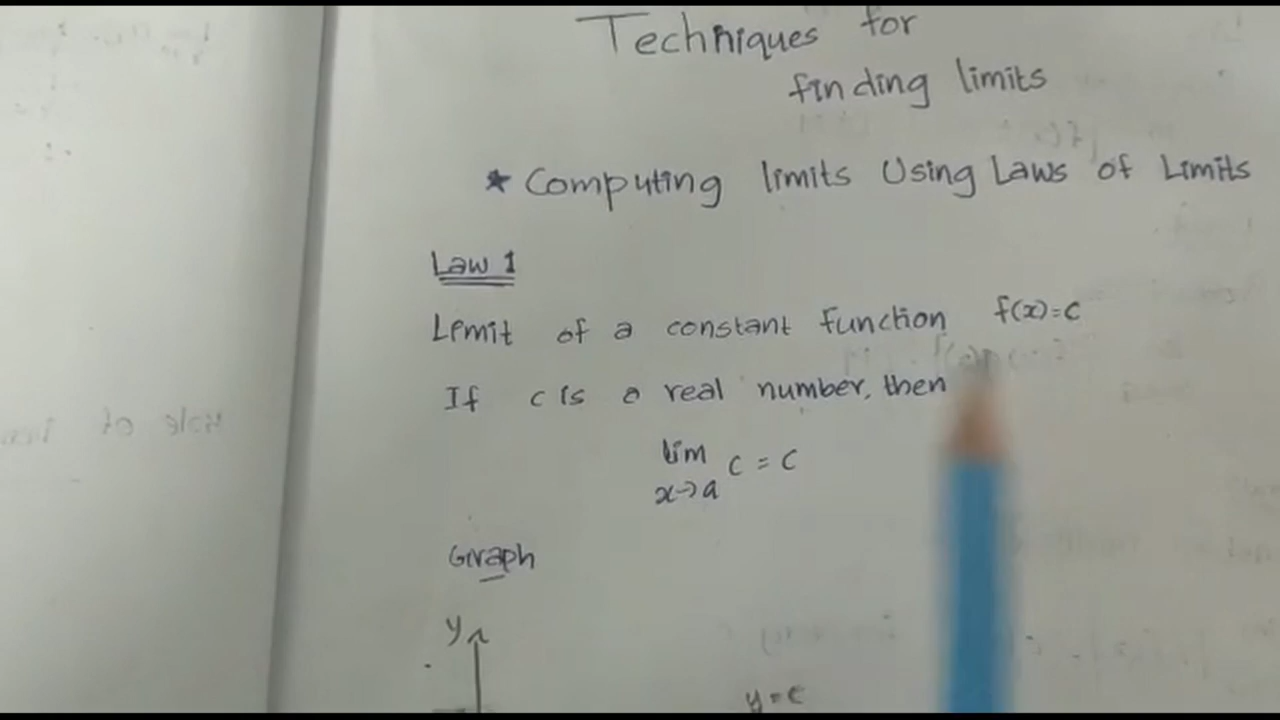 Techniques for
finding limits
* Computing limits Using Laws of Limits
Law 1
Limit of a constant function f(x)=c
If c is a real number, then
lim c = c
x→a
Graph
y
y=c